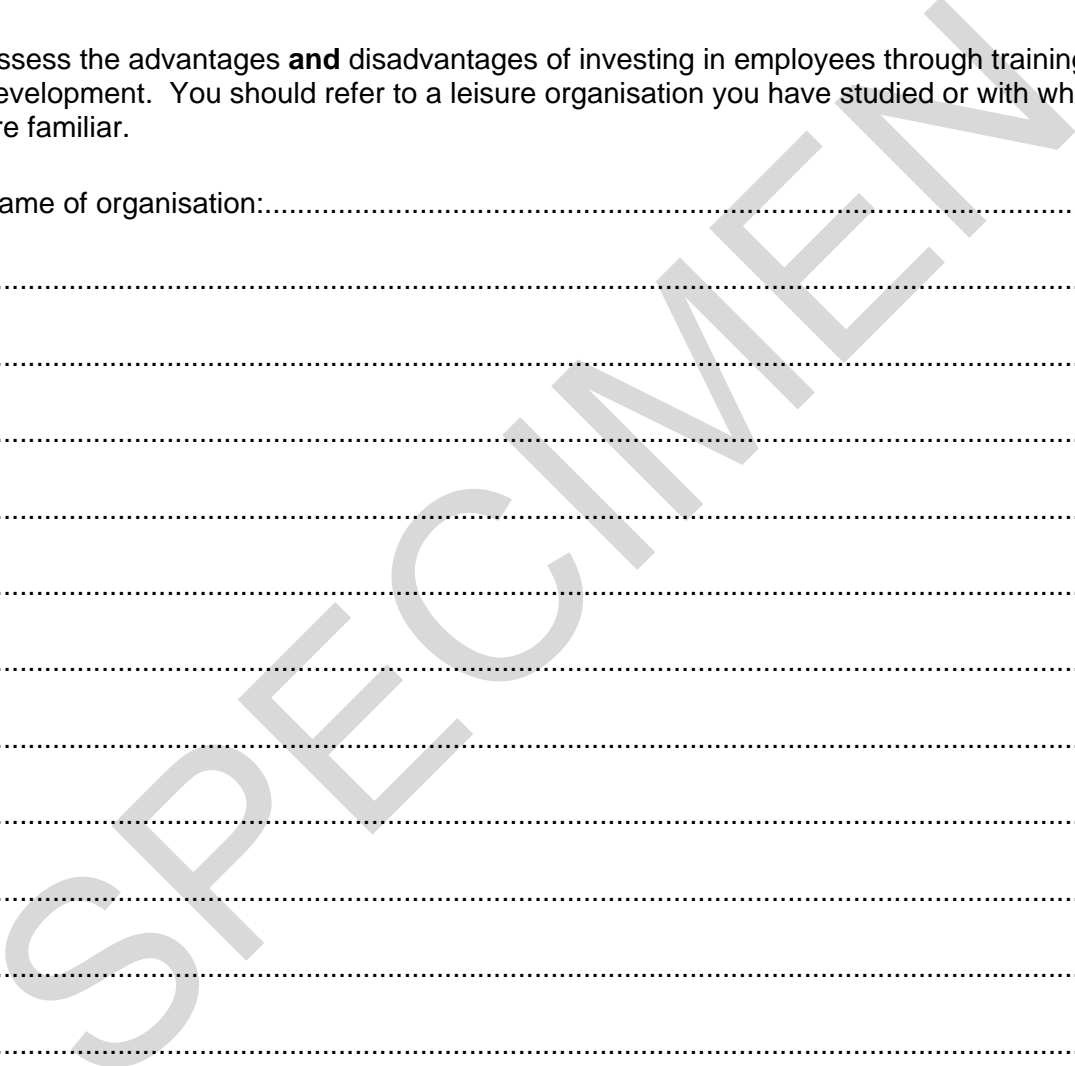 ssess the advantages and disadvantages of investing in employees through training
evelopment. You should refer to a leisure organisation you have studied or with wh
re familiar.
ame of organisation:....................................................................................................
SPECIMEN